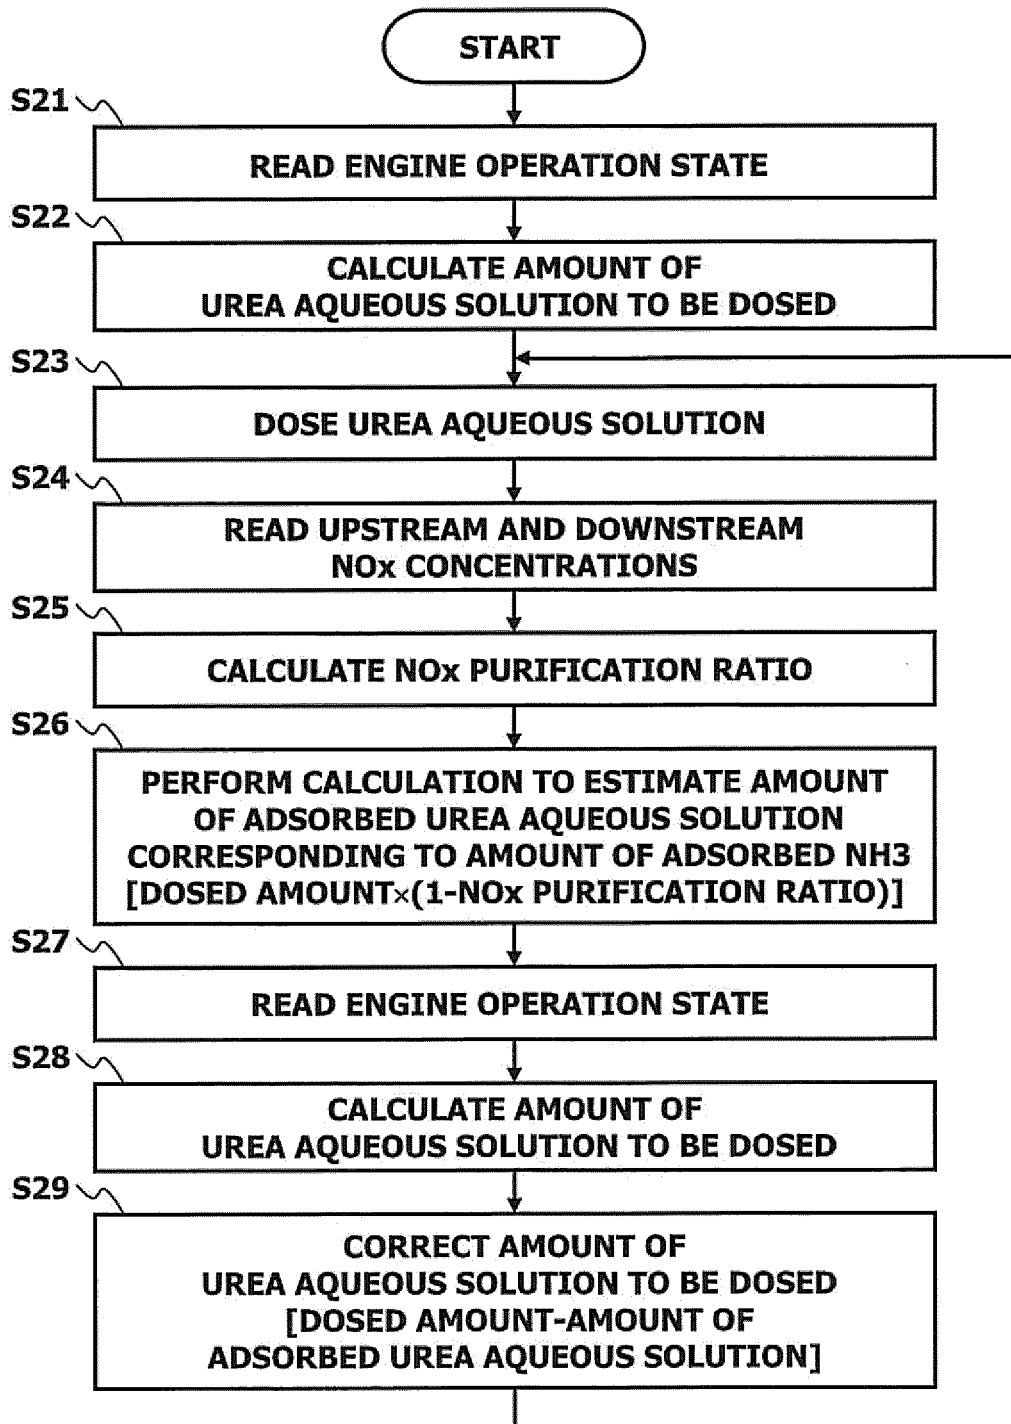 START
S21
READ ENGINE OPERATION STATE
S22
CALCULATE AMOUNT OF
UREA AQUEOUS SOLUTION TO BE DOSED
S23
DOSE UREA AQUEOUS SOLUTION
S24
READ UPSTREAM AND DOWNSTREAM
NOx CONCENTRATIONS
S25
CALCULATE NOx PURIFICATION RATIO
S26
PERFORM CALCULATION TO ESTIMATE AMOUNT
OF ADSORBED UREA AQUEOUS SOLUTION
CORRESPONDING TO AMOUNT OF ADSORBED NH3
[DOSED AMOUNT×(1-NOx PURIFICATION RATIO)]
S27
READ ENGINE OPERATION STATE
S28
CALCULATE AMOUNT OF
UREA AQUEOUS SOLUTION TO BE DOSED
S29
CORRECT AMOUNT OF
UREA AQUEOUS SOLUTION TO BE DOSED
[DOSED AMOUNT-AMOUNT OF
ADSORBED UREA AQUEOUS SOLUTION]